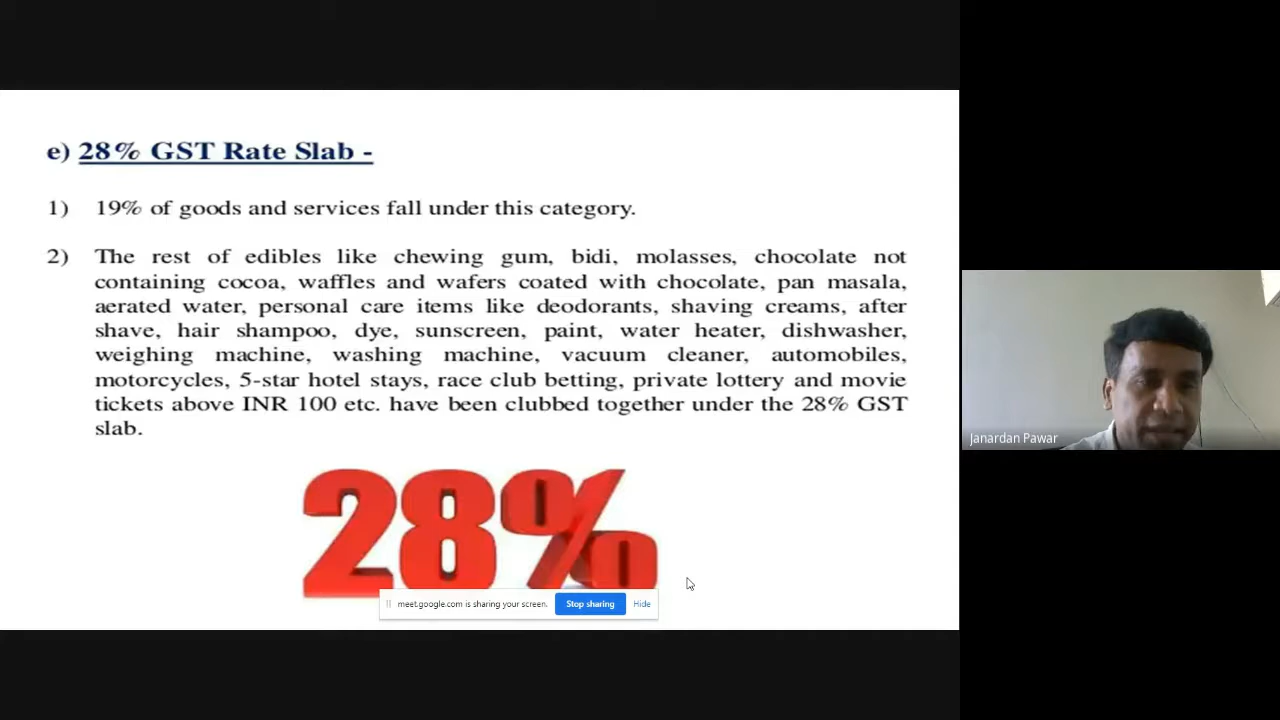 e) 28% GST Rate Slab -
1) 19% of goods and services fall under this category.
2) The rest of edibles like chewing gum, bidi, molasses, chocolate not
containing cocoa, waffles and wafers coated with chocolate, pan masala,
aerated water, personal care items like deodorants, shaving creams, after
shave, hair shampoo, dye, sunscreen, paint, water heater, dishwasher,
weighing machine, washing machine, vacuum cleaner, automobiles,
motorcycles, 5-star hotel stays, race club betting, private lottery and movie
tickets above INR 100 etc. have been clubbed together under the 28% GST
slab.
28%
meet.google.com is sharing your screen. Stop sharing Hide
Janardan Pawar